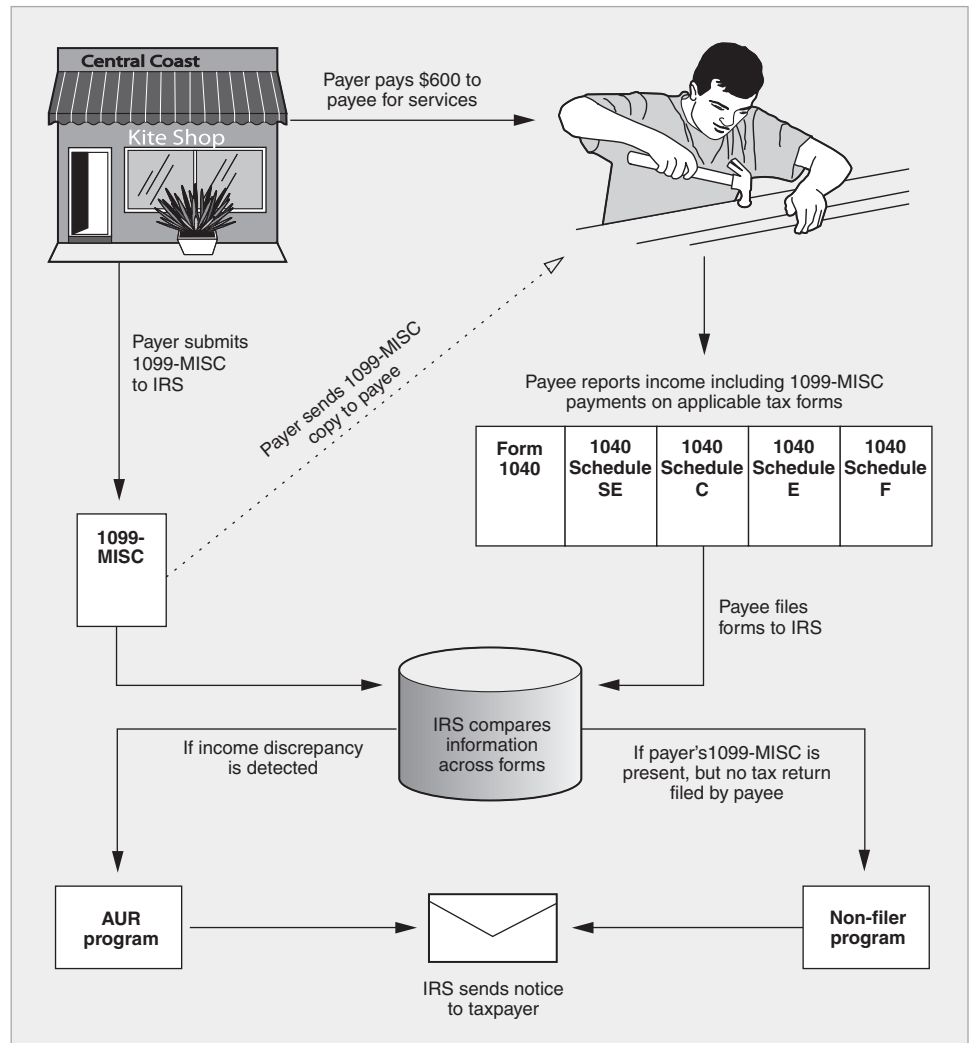 Central Coast
Kite Shop
Payer pays $600 to
payee for services
Payer submits
1099-MISC
to IRS
Payer sends 1099-MISC
copy to payee
Payee reports income including 1099-MISC
payments on applicable tax forms
Form
1040
1040
Schedule
SE
1040
Schedule
C
1040
Schedule
E
1040
Schedule
F
1099-
MISC
Payee files
forms to IRS
IRS compares
information
across forms
If income discrepancy
is detected
If payer's1099-MISC is
present, but no tax return
filed by payee
AUR
program
Non-filer
program
IRS sends notice
to taxpayer